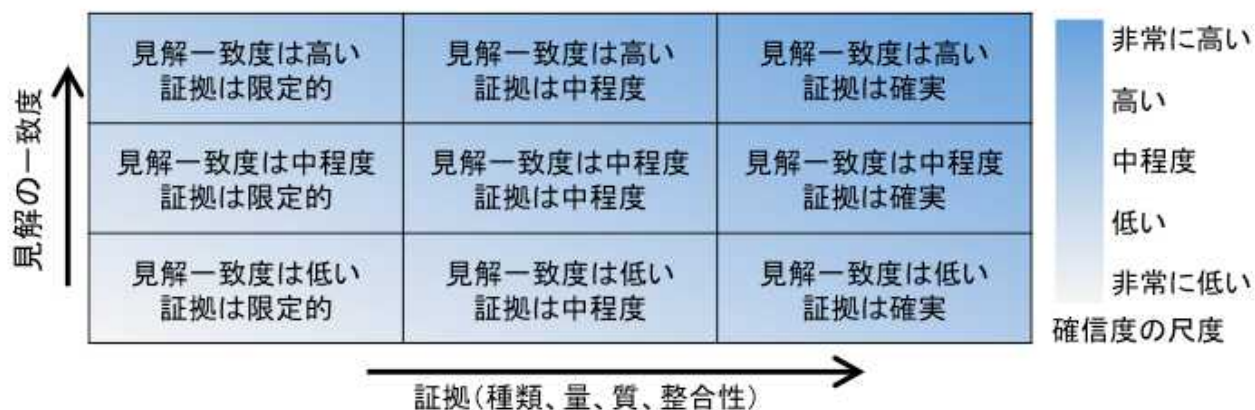 見解の一致度
見解一致度は高い
証拠は限定的
見解一致度は高い
証拠は中程度
見解一致度は高い
証拠は確実
見解一致度は中程度
証拠は限定的
見解一致度は中程度
証拠は中程度
見解一致度は中程度
証拠は確実
見解一致度は低い
証拠は限定的
見解一致度は低い
証拠は中程度
見解一致度は低い
証拠は確実
証拠(種類、量、質、整合性)
非常に高い
高い
中程度
低い
非常に低い
確信度の尺度